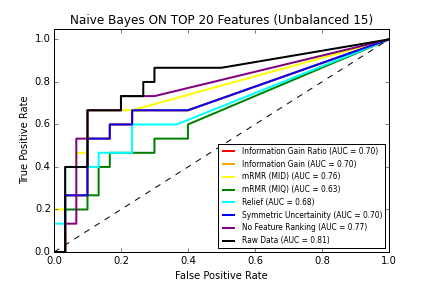 Naive Bayes ON TOP 20 Features (Unbalanced 15)
1.0
0.8
0.6
0.4
0.2
0.0
True Positive Rate
Information Gain Ratio (AUC = 0.70)
Information Gain (AUC = 0.70)
mRMR (MID) (AUC = 0.76)
mRMR (MIQ) (AUC = 0.63)
Relief (AUC = 0.68)
Symmetric Uncertainity (AUC = 0.70)
No Feature Ranking (AUC = 0.77)
Raw Data (AUC = 0.81)
0.0 0.2 0.4 0.6 0.8 1.0
False Positive Rate